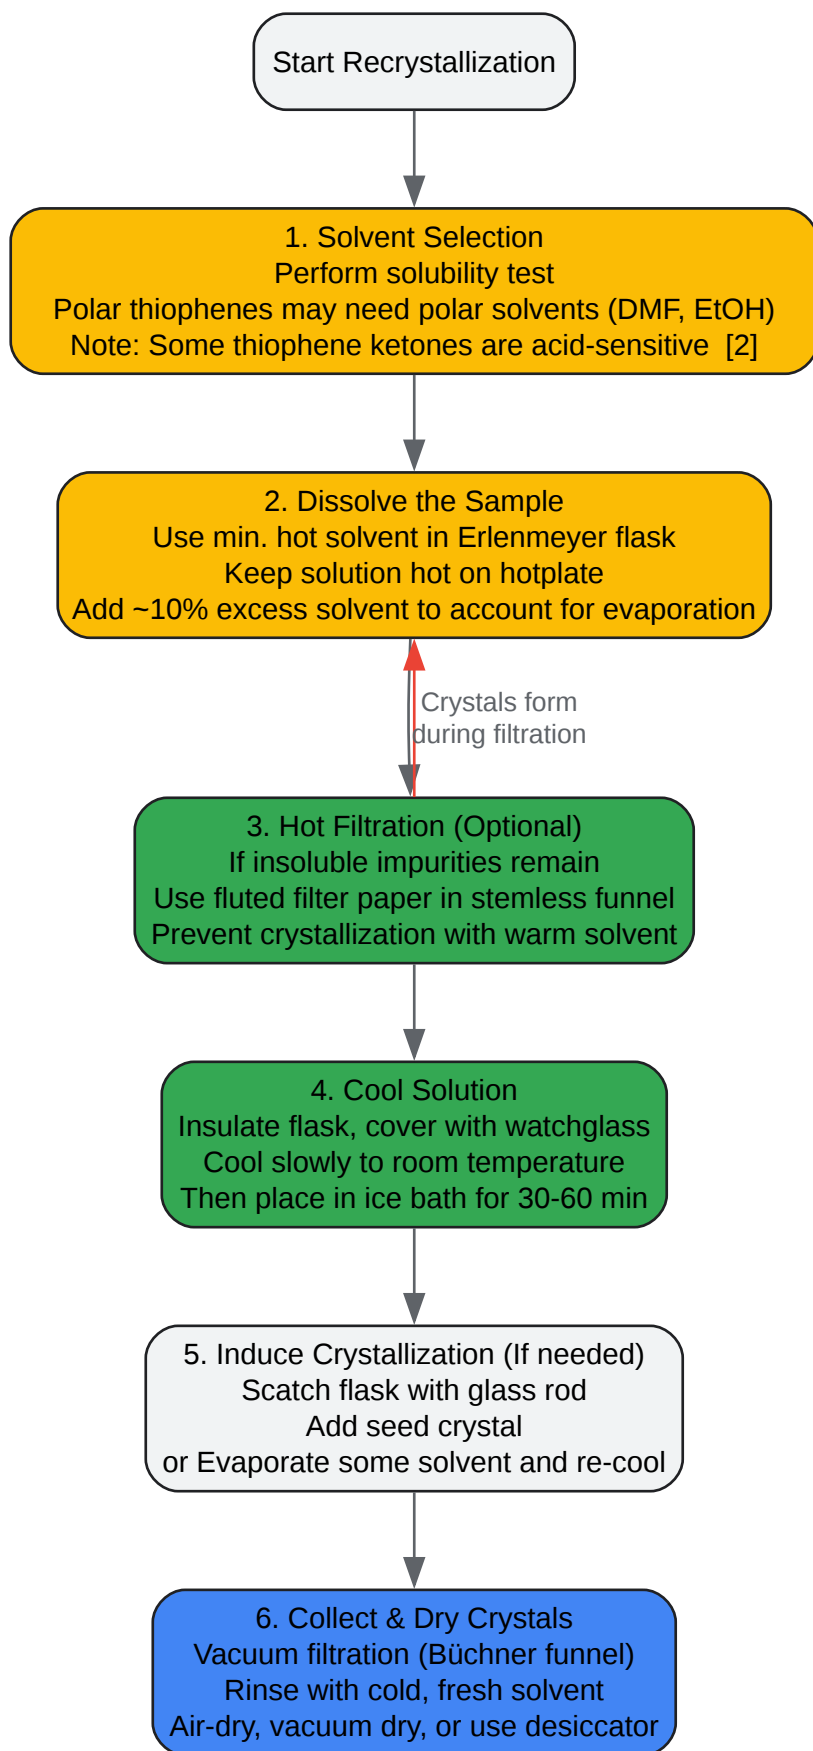 Start Recrystallization
1. Solvent Selection
Perform solubility test
Polar thiophenes may need polar solvents (DMF, EtOH)
Note: Some thiophene ketones are acid-sensitive  [2]
2. Dissolve the Sample
Use min. hot solvent in Erlenmeyer flask
Keep solution hot on hotplate
Add ~10% excess solvent to account for evaporation
Crystals form
during filtration
3. Hot Filtration (Optional)
If insoluble impurities remain
Use fluted filter paper in stemless funnel
Prevent crystallization with warm solvent
4. Cool Solution
Insulate flask, cover with watchglass
Cool slowly to room temperature
Then place in ice bath for 30-60 min
5. Induce Crystallization (If needed)
Scatch flask with glass rod
Add seed crystal
or Evaporate some solvent and re-cool
6. Collect & Dry Crystals
Vacuum filtration (Büchner funnel)
Rinse with cold, fresh solvent
Air-dry, vacuum dry, or use desiccator